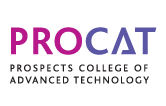 PROCAT
PROSPECTS COLLEGE OF
ADVANCED TECHNOLOGY